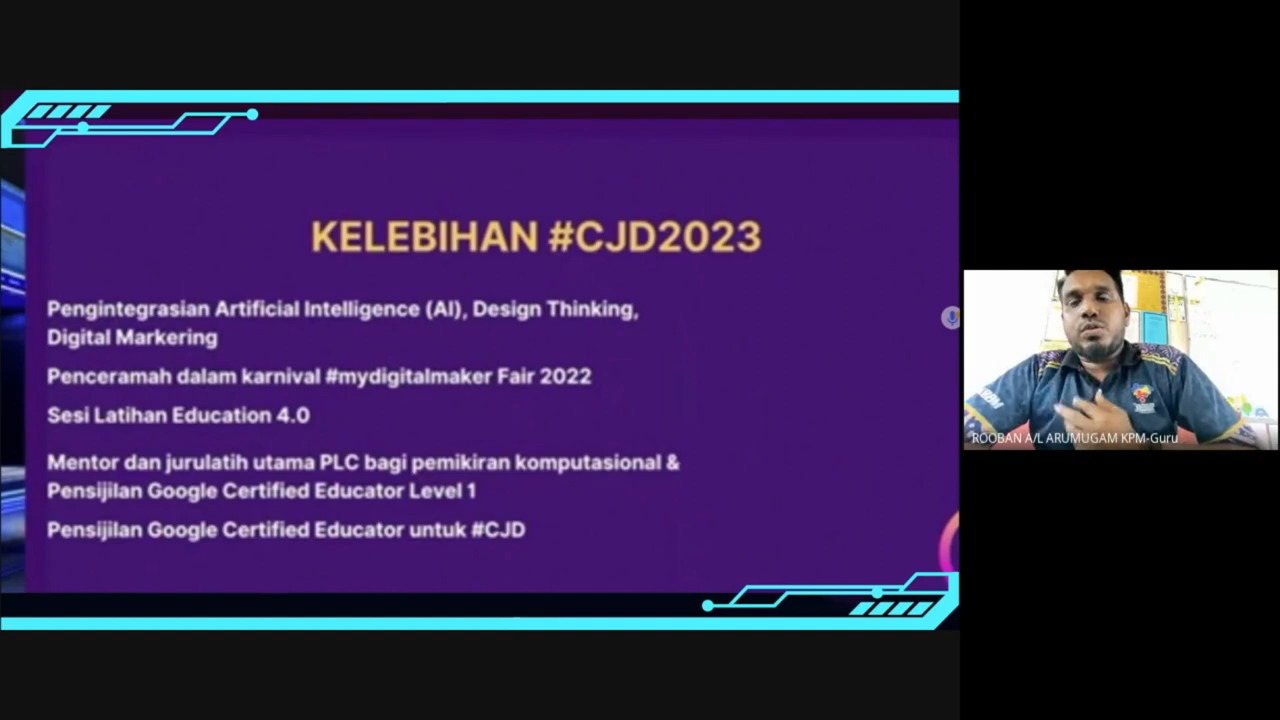 KELEBIHAN #CJD2023
Pengintegrasian Artificial Intelligence (AI), Design Thinking,
Digital Markering
Penceramah dalam karnival #mydigitalmaker Fair 2022
Sesi Latihan Education 4.0
Mentor dan jurulatih utama PLC bagi pemikiran komputasional &
Pensijilan Google Certified Educator Level 1
Pensijilan Google Certified Educator untuk #CJD
ROOBAN A/L ARUMUGAM KPM-Guru